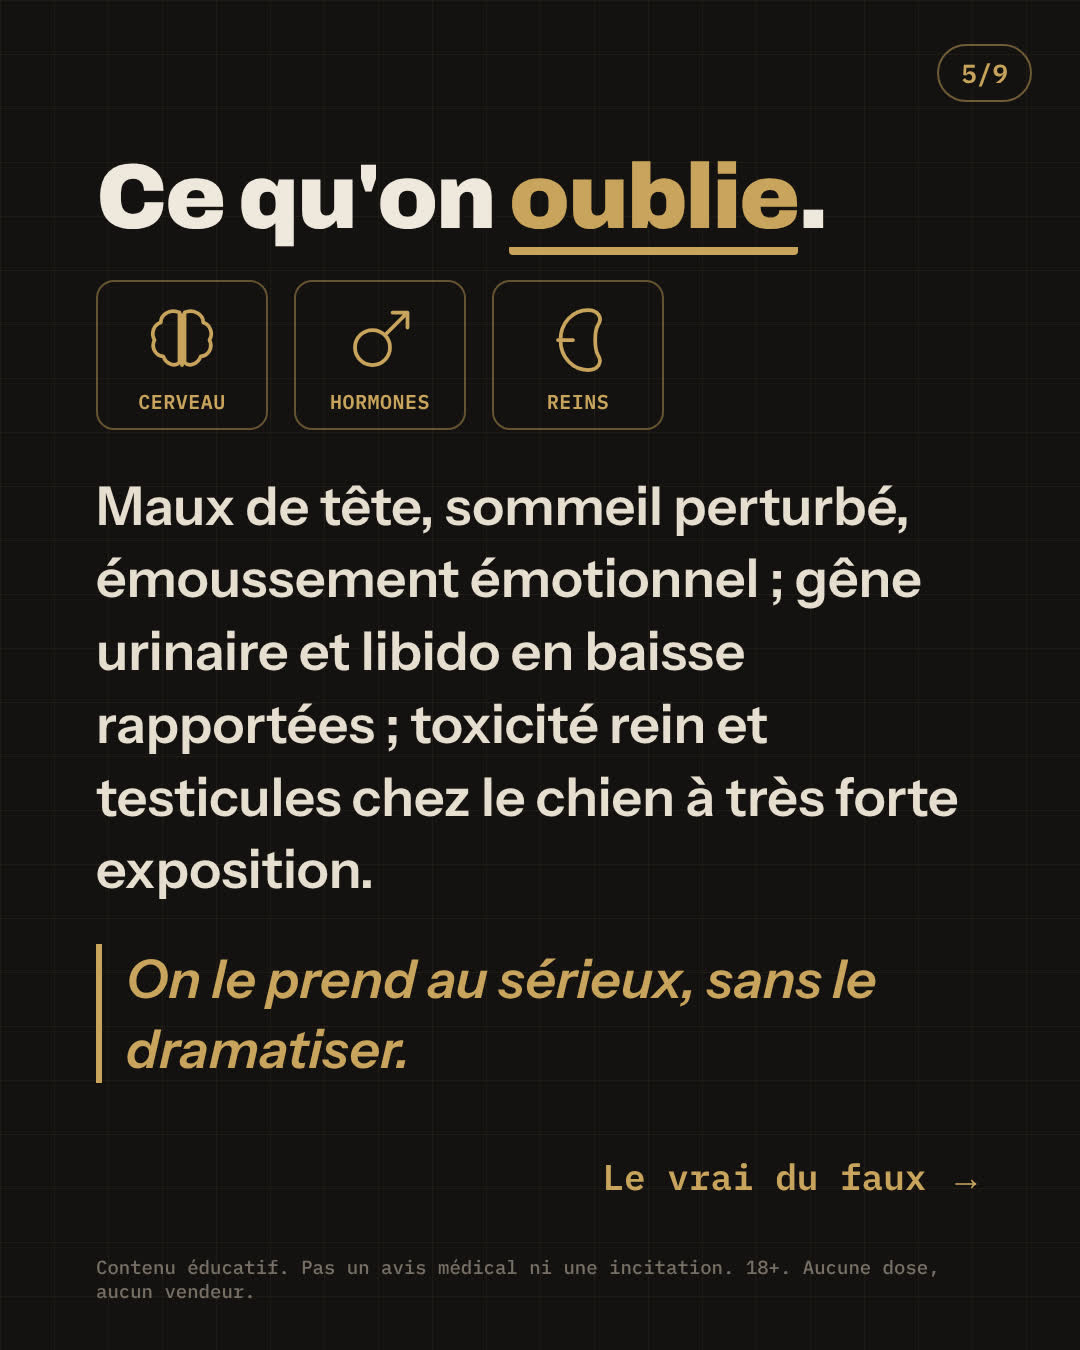 5/9
Ce qu'on oublie.
CERVEAU
HORMONES
REINS
Maux de tête, sommeil perturbé,
émoussement émotionnel ; gêne
urinaire et libido en baisse
rapportées ; toxicité rein et
testicules chez le chien à très forte
exposition.
On le prend au sérieux, sans le
dramatiser.
Le vrai du faux →
Contenu éducatif. Pas un avis médical ni une incitation. 18+. Aucune dose,
aucun vendeur.